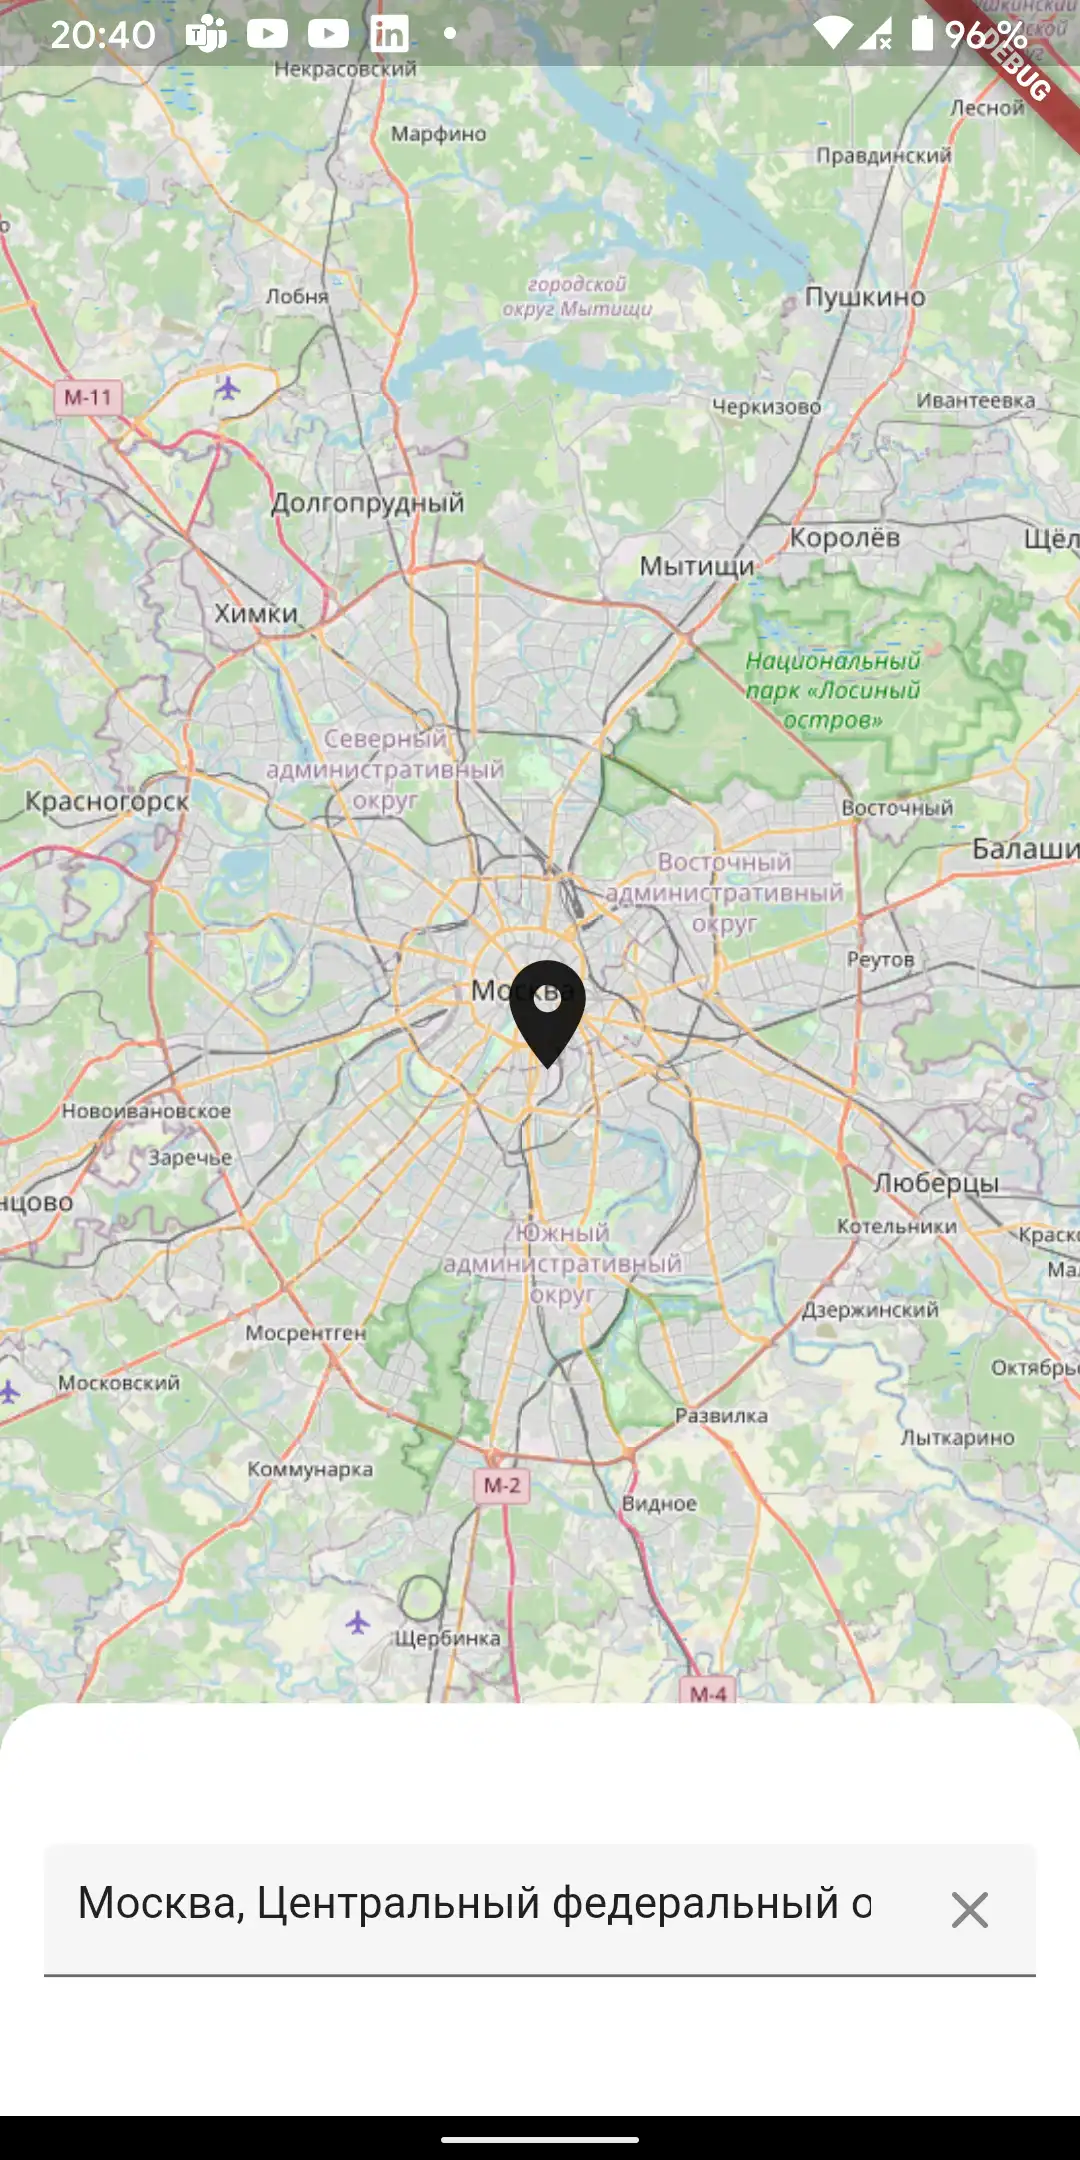 20:40
96 %
DEBUG
Некрасовский
Лесной
Марфино
Правдинский
городской
округ Мытищи
Лобня
Пушкино
М-11
Черкизово
Ивантеевка
Долгопрудный
Королёв
Щёл
Мытищи
Химки
Национальный
парк «Лосиный
остров»
Северный
административный
округ
Красногорск
Восточный
Балаши
Восточный
административный
округ
Реутов
Москва
Новоивановское
Заречье
нцово
Люберцы
Котельники
Краско
Мал
Южный
административный
округ
Дзержинский
Мосрентген
Московский
Октябрьс
Развилка
Лыткарино
Коммунарка
М-2
Видное
Щербинка
М-4
Москва, Центральный федеральный о